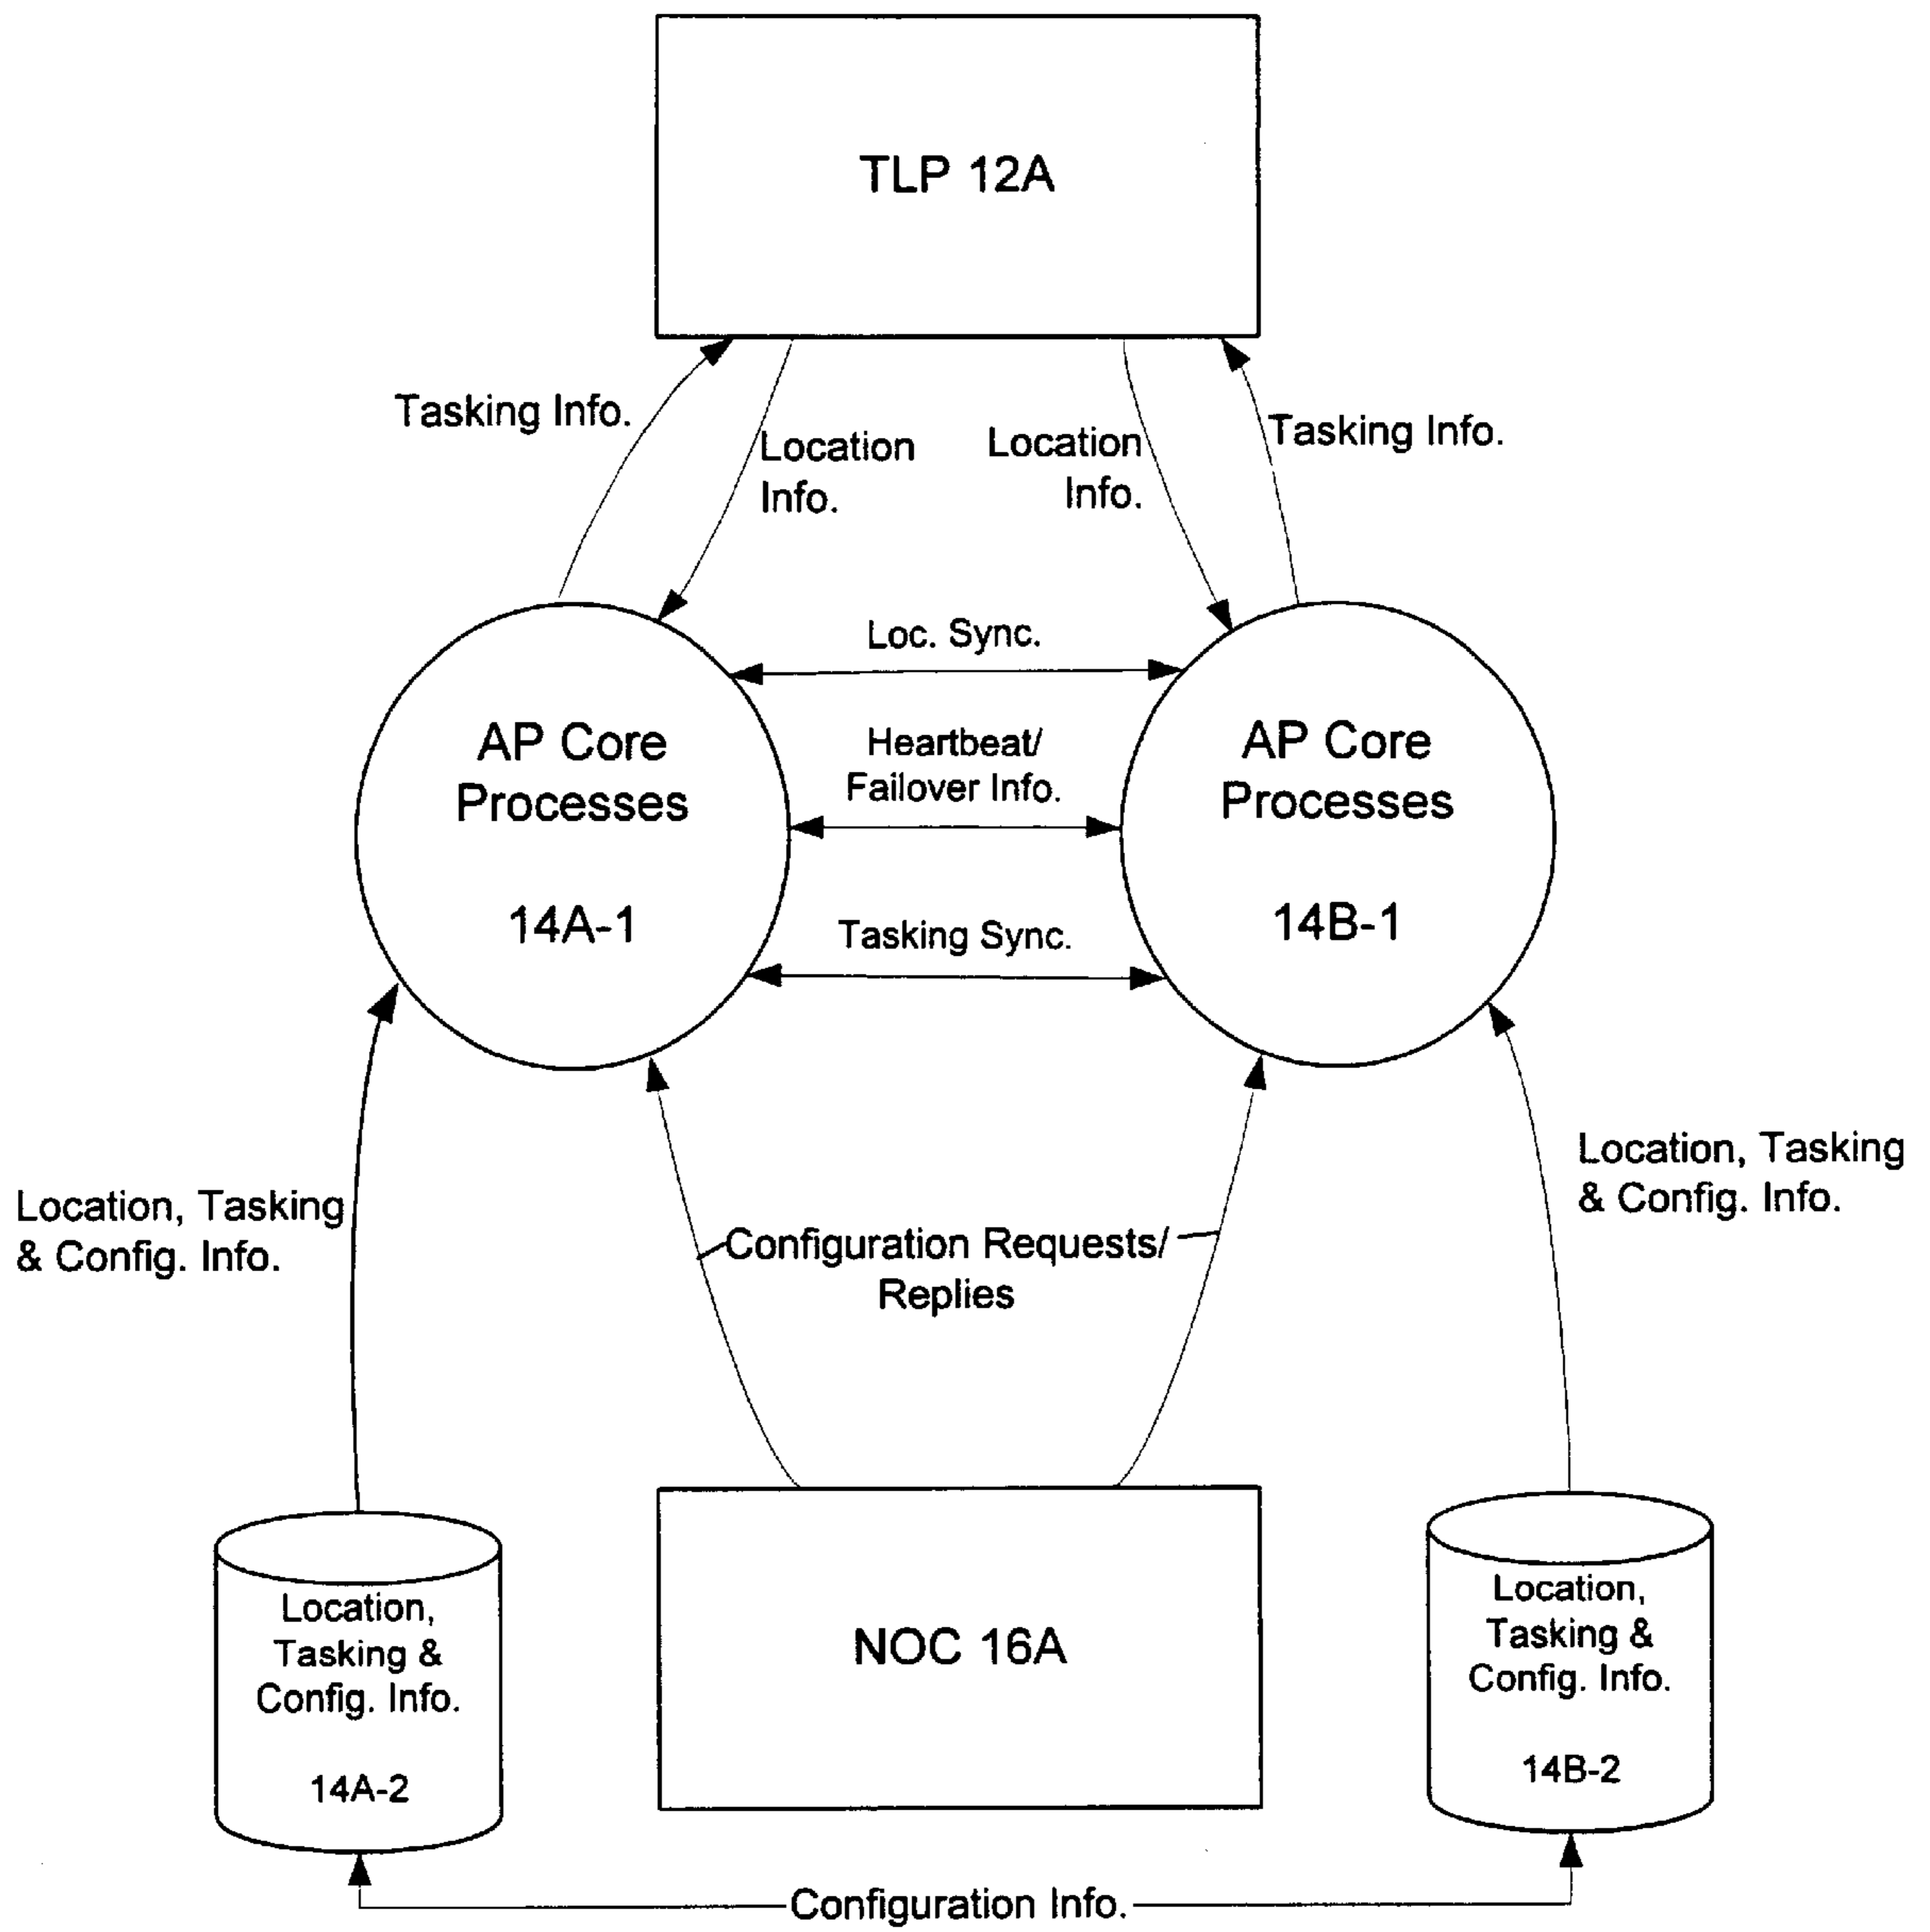 TLP 12A
Tasking Info.
Location
Info.
Location
Info.
Tasking Info.
Loc. Sync.
AP Core
Processes
14A-1
Heartbeat/
Failover Info.
AP Core
Processes
14B-1
Tasking Sync.
Location, Tasking
& Config. Info.
Configuration Requests/
Replies
Location, Tasking
& Config. Info.
Location,
Tasking &
Config. Info.
14A-2
NOC 16A
Location,
Tasking &
Config. Info.
14B-2
Configuration Info.